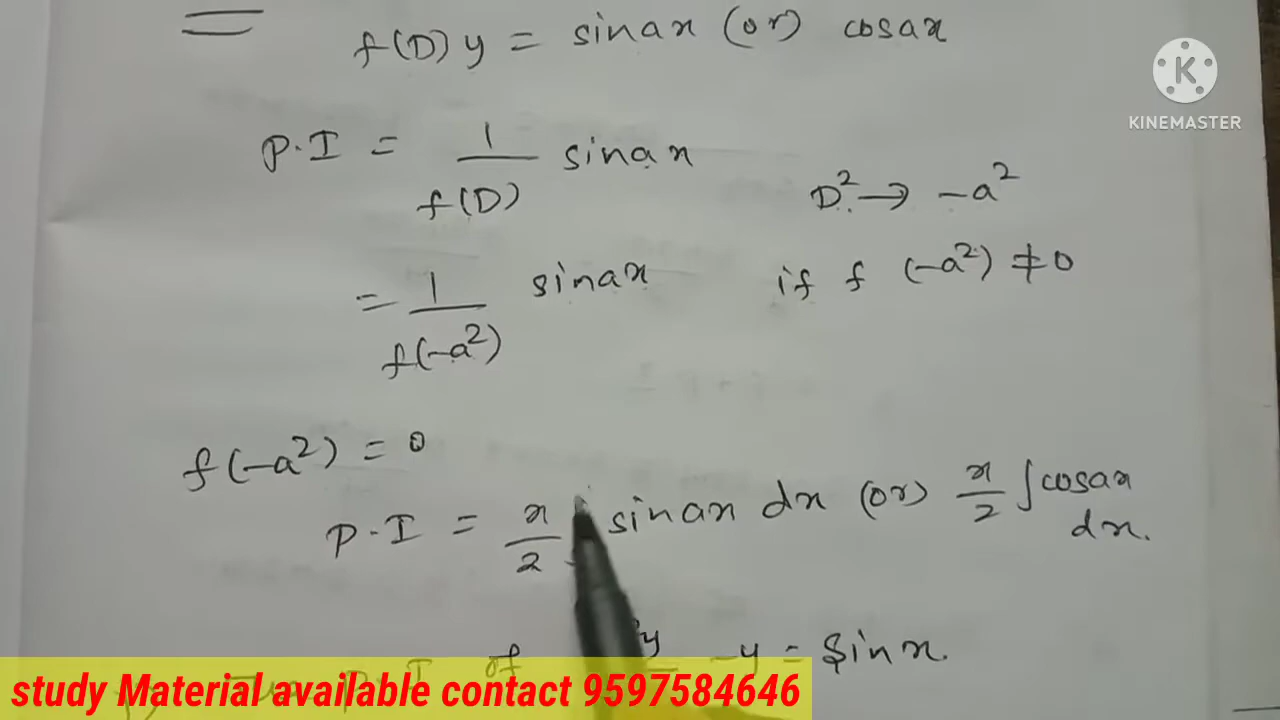 f(D) y = sinax (or) cosax
KINEMASTER
P.I = 1/f(D) sinax
D² → -a²
= 1/f(-a²) sinax if f(-a²) ≠ 0
f(-a²) = 0
P.I = x/2 sinax dx (or) x/2 ∫cosax dx.
P.I of y - y = sinx.
study Material available contact 9597584646